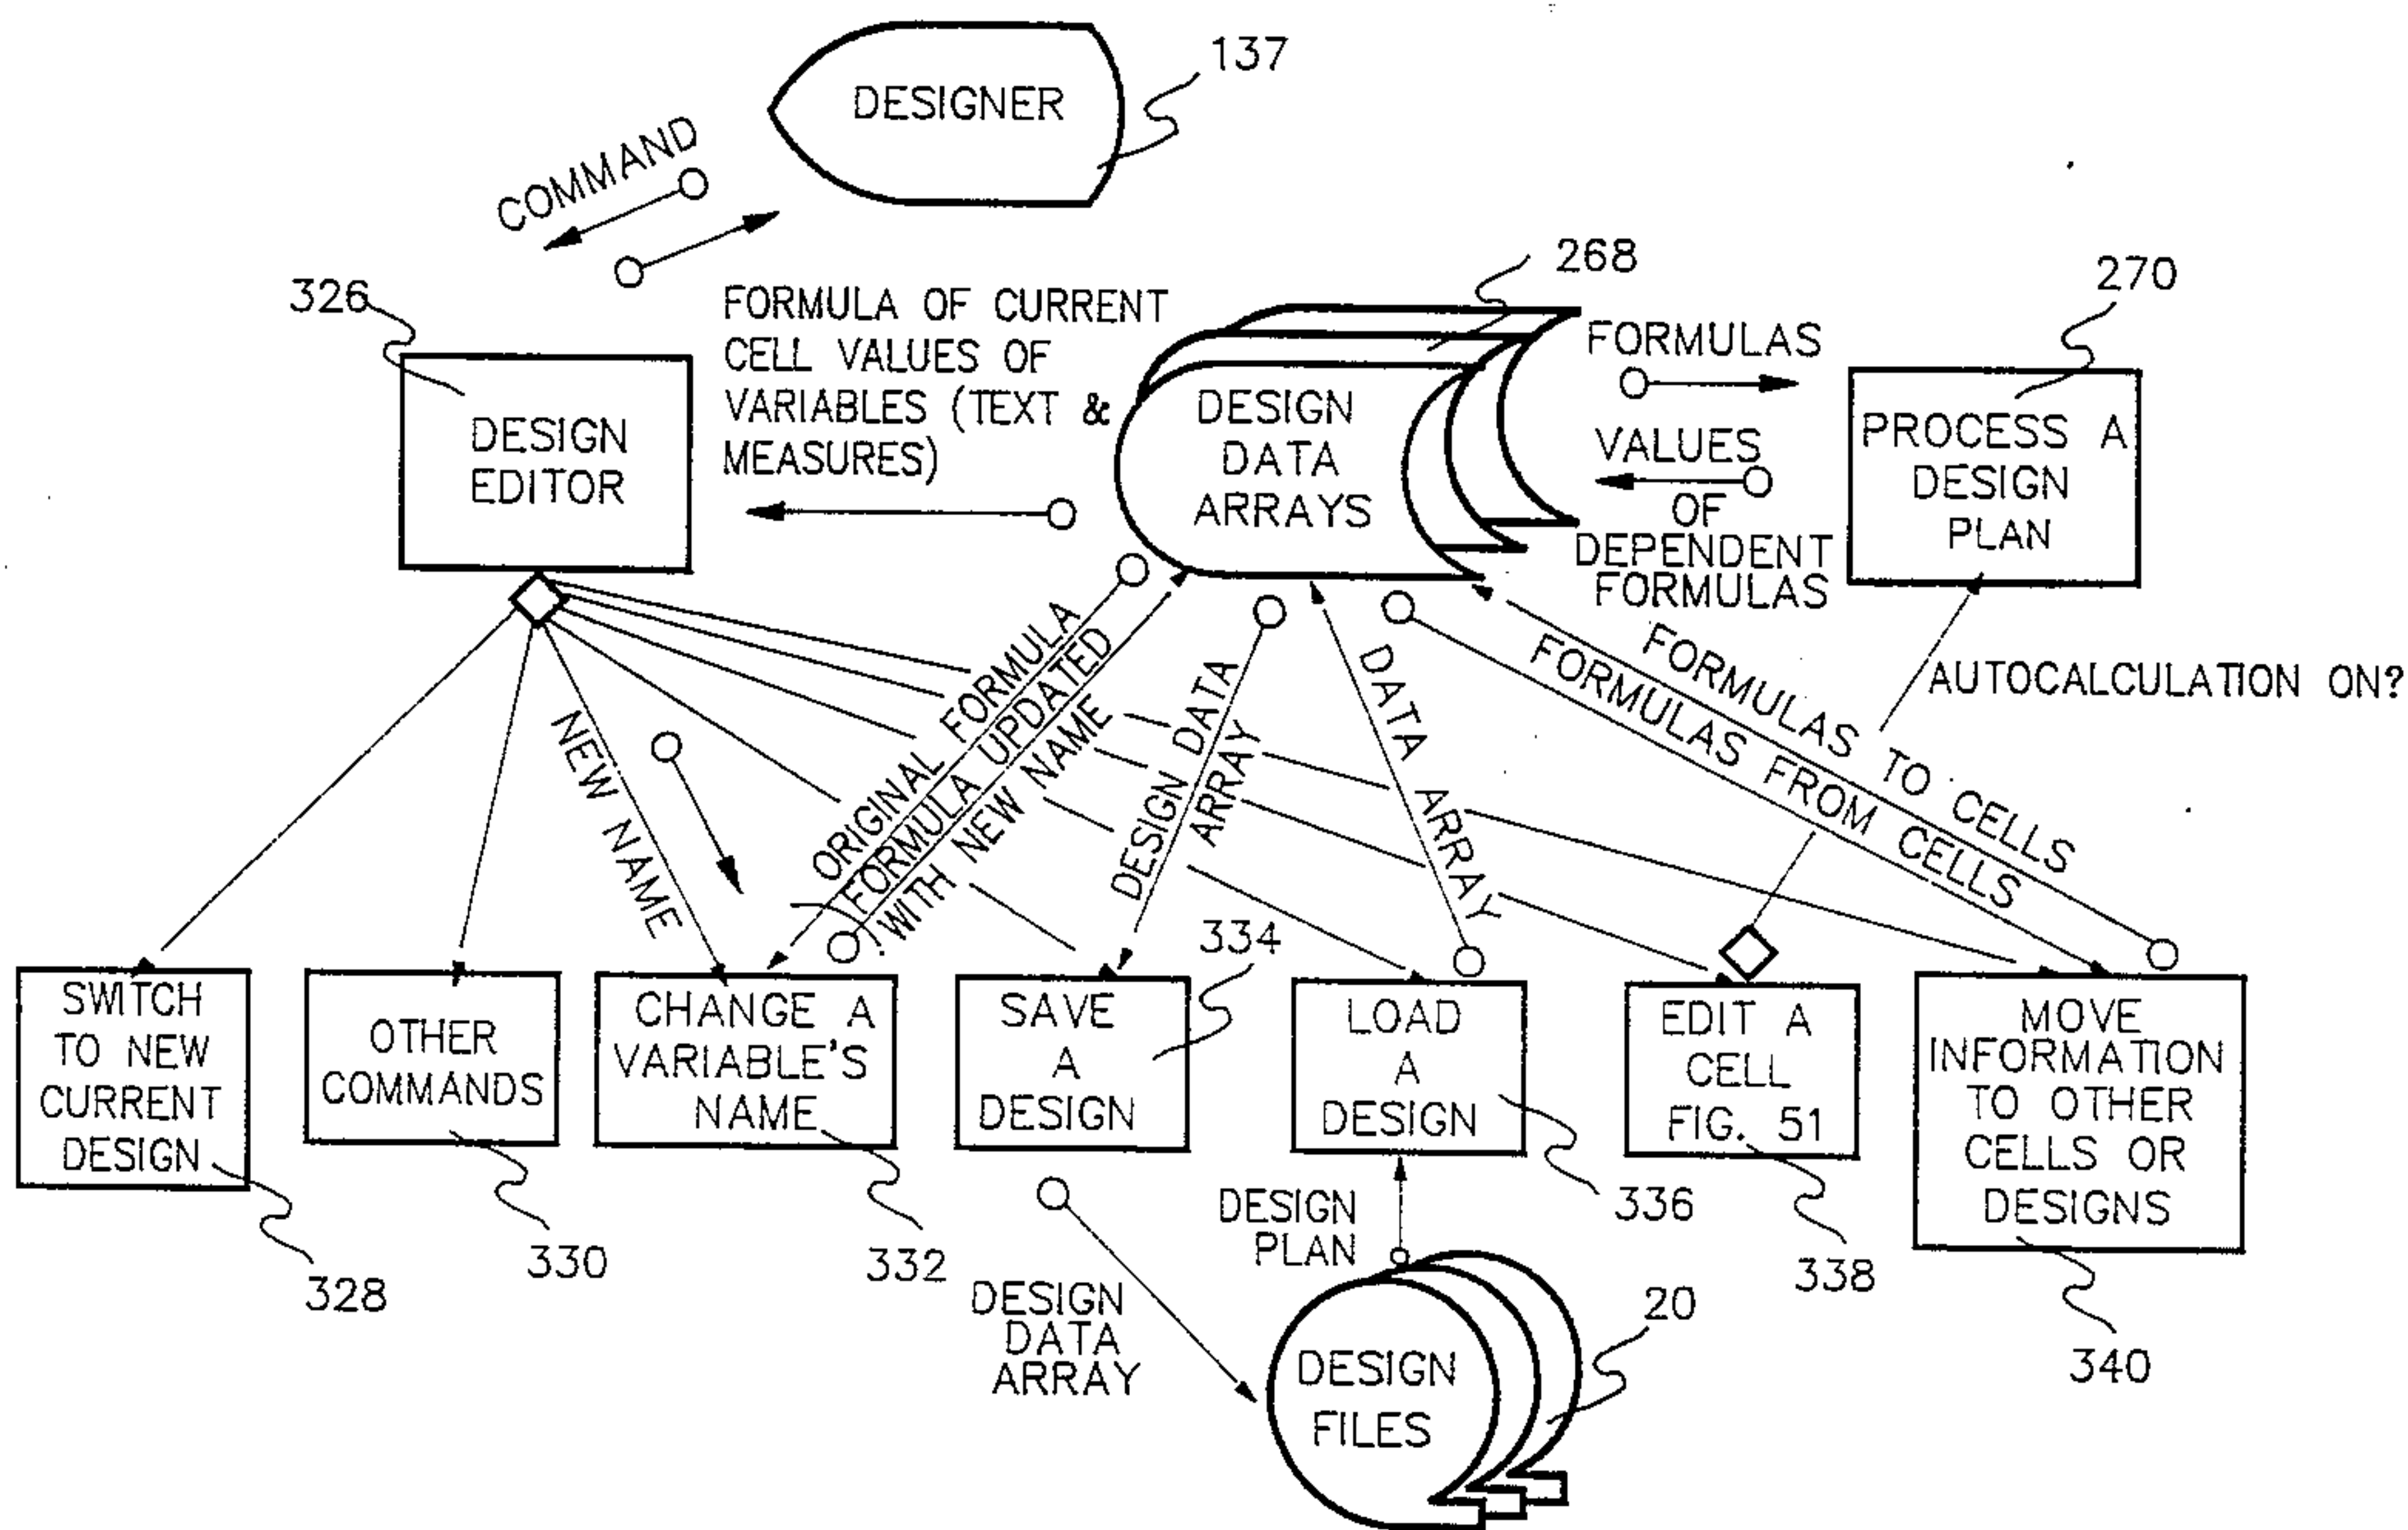 137
DESIGNER
COMMAND
268
270
326
FORMULA OF CURRENT
CELL VALUES OF
VARIABLES (TEXT &
MEASURES)
DESIGN
EDITOR
DESIGN
DATA
ARRAYS
FORMULAS
VALUES
OF
DEPENDENT
FORMULAS
PROCESS A
DESIGN
PLAN
AUTOCALCULATION ON?
NEW NAME
ORIGINAL FORMULA
FORMULA UPDATED
WITH NEW NAME
DESIGN DATA
ARRAY
DATA ARRAY
FORMULAS TO CELLS
FORMULAS FROM CELLS
SWITCH
TO NEW
CURRENT
DESIGN
328
OTHER
COMMANDS
330
CHANGE A
VARIABLE'S
NAME
332
334
SAVE
A
DESIGN
LOAD
A
DESIGN
336
EDIT A
CELL
FIG. 51
338
MOVE
INFORMATION
TO OTHER
CELLS OR
DESIGNS
340
DESIGN
DATA
ARRAY
DESIGN
PLAN
20
DESIGN
FILES